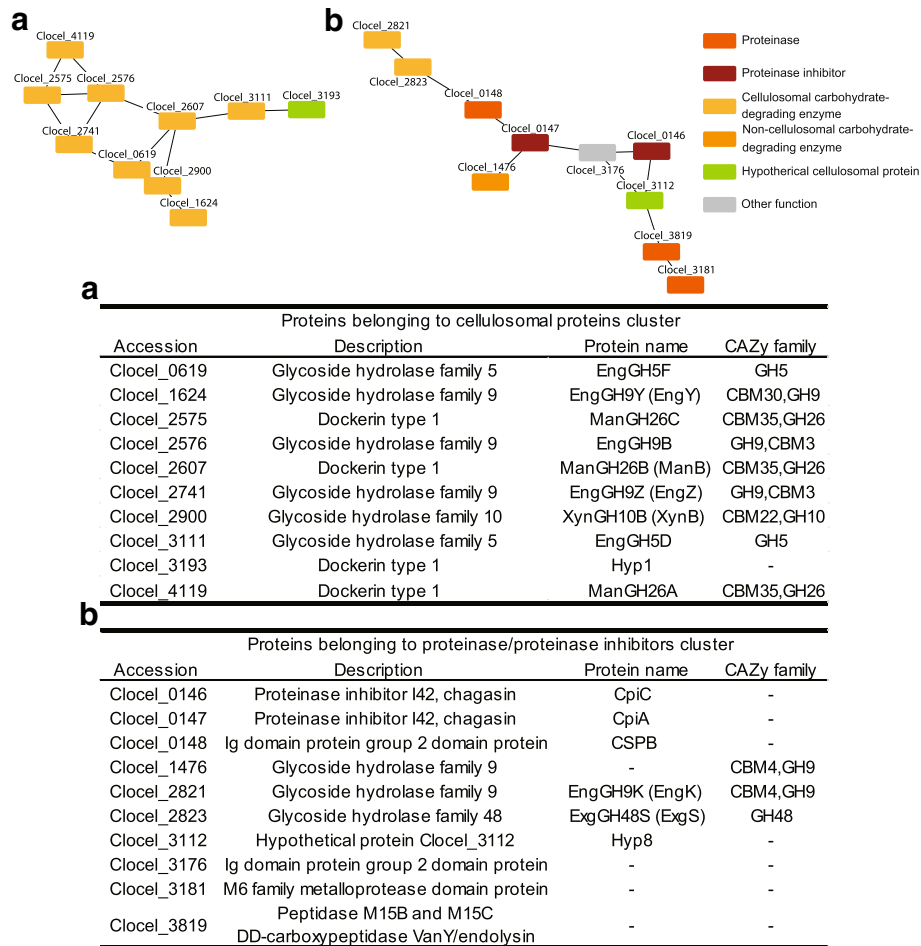 a
Clocel_4119
Clocel_2575
Clocel_2576
Clocel_2741
Clocel_2607
Clocel_3111
Clocel_3193
Clocel_0619
Clocel_2900
Clocel_1624
b
Clocel_2821
Clocel_2823
Clocel_0148
Clocel_0147
Clocel_0146
Clocel_1476
Clocel_3176
Clocel_3112
Clocel_3819
Clocel_3181
Proteinase
Proteinase inhibitor
Cellulosomal carbohydrate-
degrading enzyme
Non-cellulosomal carbohydrate-
degrading enzyme
Hypotherical cellulosomal protein
Other function
a
Proteins belonging to cellulosomal proteins cluster
Accession Description Protein name CAZy family
Clocel_0619 Glycoside hydrolase family 5 EngGH5F GH5
Clocel_1624 Glycoside hydrolase family 9 EngGH9Y (EngY) CBM30,GH9
Clocel_2575 Dockerin type 1 ManGH26C CBM35,GH26
Clocel_2576 Glycoside hydrolase family 9 EngGH9B GH9,CBM3
Clocel_2607 Dockerin type 1 ManGH26B (ManB) CBM35,GH26
Clocel_2741 Glycoside hydrolase family 9 EngGH9Z (EngZ) GH9,CBM3
Clocel_2900 Glycoside hydrolase family 10 XynGH10B (XynB) CBM22,GH10
Clocel_3111 Glycoside hydrolase family 5 EngGH5D GH5
Clocel_3193 Dockerin type 1 Hyp1 -
Clocel_4119 Dockerin type 1 ManGH26A CBM35,GH26
b
Proteins belonging to proteinase/proteinase inhibitors cluster
Accession Description Protein name CAZy family
Clocel_0146 Proteinase inhibitor I42, chagasin CpiC -
Clocel_0147 Proteinase inhibitor I42, chagasin CpiA -
Clocel_0148 Ig domain protein group 2 domain protein CSPB -
Clocel_1476 Glycoside hydrolase family 9 - CBM4,GH9
Clocel_2821 Glycoside hydrolase family 9 EngGH9K (EngK) CBM4,GH9
Clocel_2823 Glycoside hydrolase family 48 ExgGH48S (ExgS) GH48
Clocel_3112 Hypothetical protein Clocel_3112 Hyp8 -
Clocel_3176 Ig domain protein group 2 domain protein - -
Clocel_3181 M6 family metalloprotease domain protein - -
Clocel_3819 Peptidase M15B and M15C - -
DD-carboxypeptidase VanY/endolysin